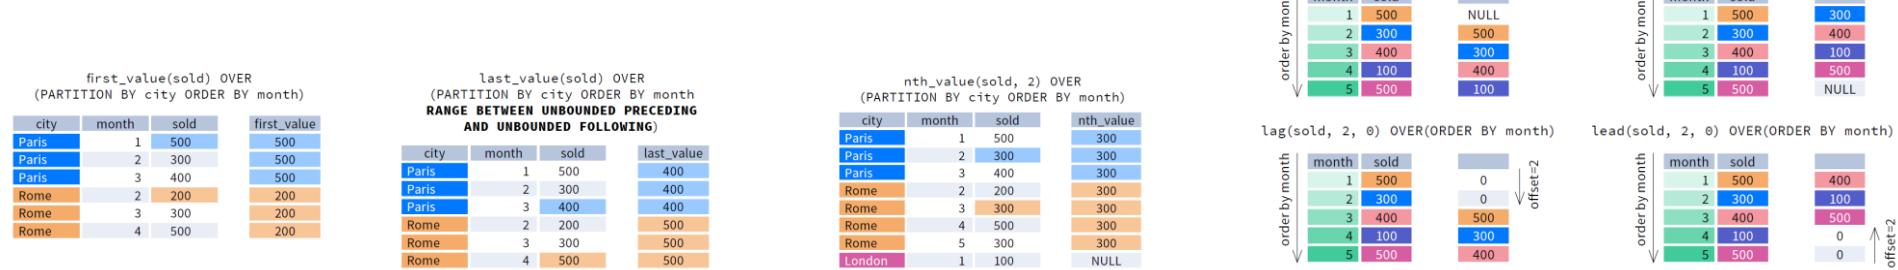 first_value(sold) OVER
(PARTITION BY city ORDER BY month)
city month sold first_value
Paris 1 500 500
Paris 2 300 500
Paris 3 400 500
Rome 2 200 200
Rome 3 300 200
Rome 4 500 200
last_value(sold) OVER
(PARTITION BY city ORDER BY month
RANGE BETWEEN UNBOUNDED PRECEDING
AND UNBOUNDED FOLLOWING)
city month sold last_value
Paris 1 500 400
Paris 2 300 400
Paris 3 400 400
Rome 2 200 500
Rome 3 300 500
Rome 4 500 500
nth_value(sold, 2) OVER
(PARTITION BY city ORDER BY month)
city month sold nth_value
Paris 1 500 300
Paris 2 300 300
Paris 3 400 300
Rome 2 200 300
Rome 3 300 300
Rome 4 500 300
Rome 5 300 300
London 1 100 NULL
order by mon
month sold
1 500 NULL
2 300 500
3 400 300
4 100 400
5 500 100
order by mon
month sold
1 500 300
2 300 400
3 400 100
4 100 500
5 500 NULL
lag(sold, 2, 0) OVER(ORDER BY month)
order by month
month sold
1 500 0
2 300 0
3 400 500
4 100 300
5 500 400
offset=2
lead(sold, 2, 0) OVER(ORDER BY month)
order by month
month sold
1 500 400
2 300 100
3 400 500
4 100 0
5 500 0
offset=2